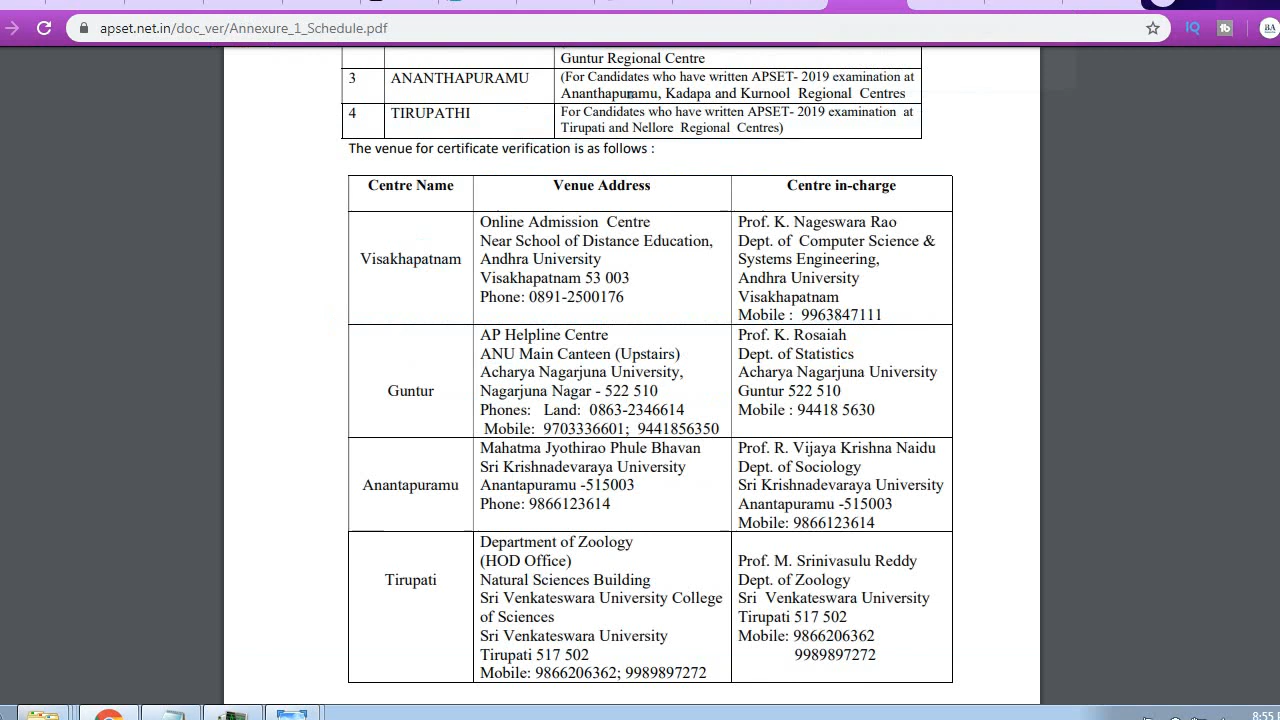 apset.net.in/doc_ver/Annexure_1_Schedule.pdf
BA
Guntur Regional Centre
3 ANANTHAPURAMU (For Candidates who have written APSET- 2019 examination at
Ananthapuramu, Kadapa and Kurnool Regional Centres
4 TIRUPATHI For Candidates who have written APSET- 2019 examination at
Tirupati and Nellore Regional Centres)
The venue for certificate verification is as follows :
Centre Name Venue Address Centre in-charge
Visakhapatnam
Online Admission Centre
Near School of Distance Education,
Andhra University
Visakhapatnam 53 003
Phone: 0891-2500176
Prof. K. Nageswara Rao
Dept. of Computer Science &
Systems Engineering,
Andhra University
Visakhapatnam
Mobile : 9963847111
Guntur
AP Helpline Centre
ANU Main Canteen (Upstairs)
Acharya Nagarjuna University,
Nagarjuna Nagar - 522 510
Phones: Land: 0863-2346614
Mobile: 9703336601; 9441856350
Prof. K. Rosaiah
Dept. of Statistics
Acharya Nagarjuna University
Guntur 522 510
Mobile : 94418 5630
Anantapuramu
Mahatma Jyothirao Phule Bhavan
Sri Krishnadevaraya University
Anantapuramu -515003
Phone: 9866123614
Prof. R. Vijaya Krishna Naidu
Dept. of Sociology
Sri Krishnadevaraya University
Anantapuramu -515003
Mobile: 9866123614
Tirupati
Department of Zoology
(HOD Office)
Natural Sciences Building
Sri Venkateswara University College
of Sciences
Sri Venkateswara University
Tirupati 517 502
Mobile: 9866206362; 9989897272
Prof. M. Srinivasulu Reddy
Dept. of Zoology
Sri Venkateswara University
Tirupati 517 502
Mobile: 9866206362
9989897272
8:55